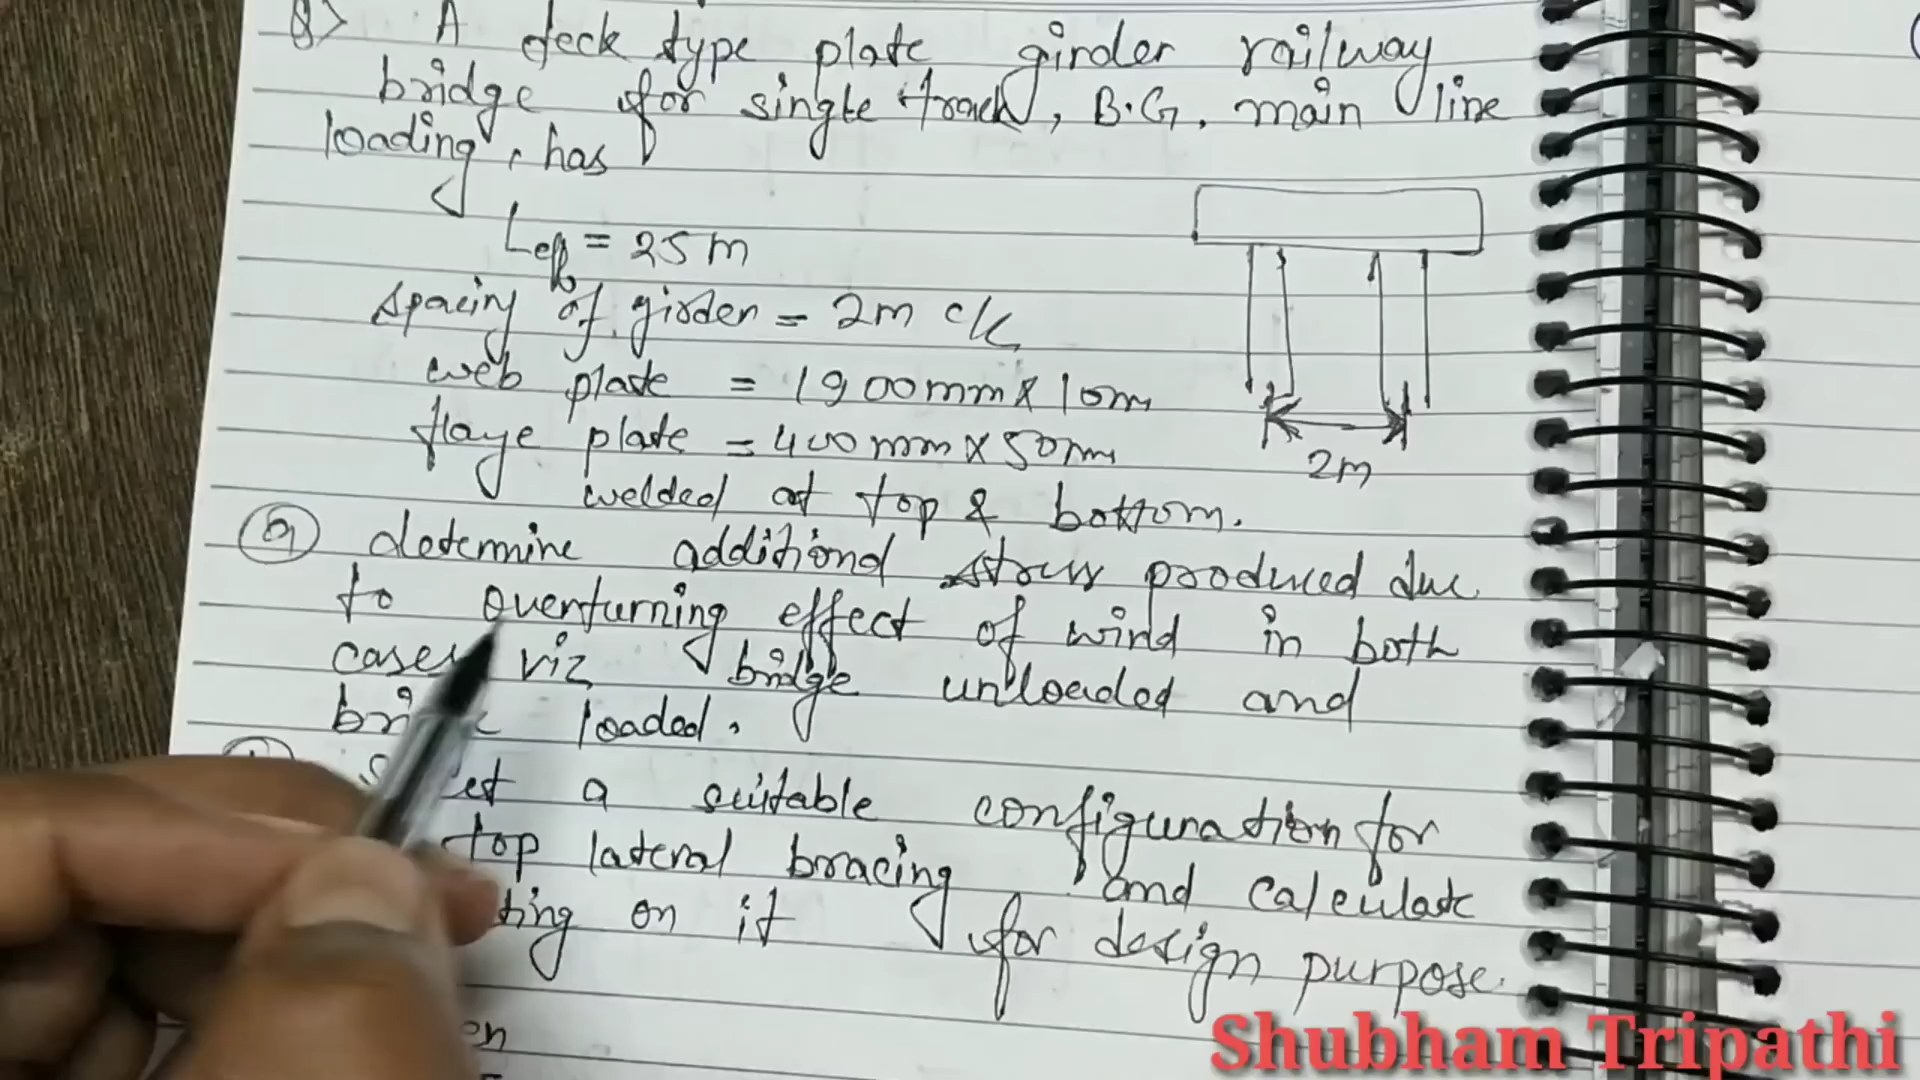 Q> A deck type plate girder railway
bridge for single track, B.G, main line
loading, has
Leff = 25 m
spacing of girder = 2m c/c
web plate = 1900mm x 10m
flange plate = 400mm x 50m
2m
welded at top & bottom.
a determine additional stress produced due
to overturning effect of wind in both
cases viz bridge unloaded and
loaded.
a suitable configuration for
top lateral bracing and calculate
on it for design purpose.
Shubham Tripathi